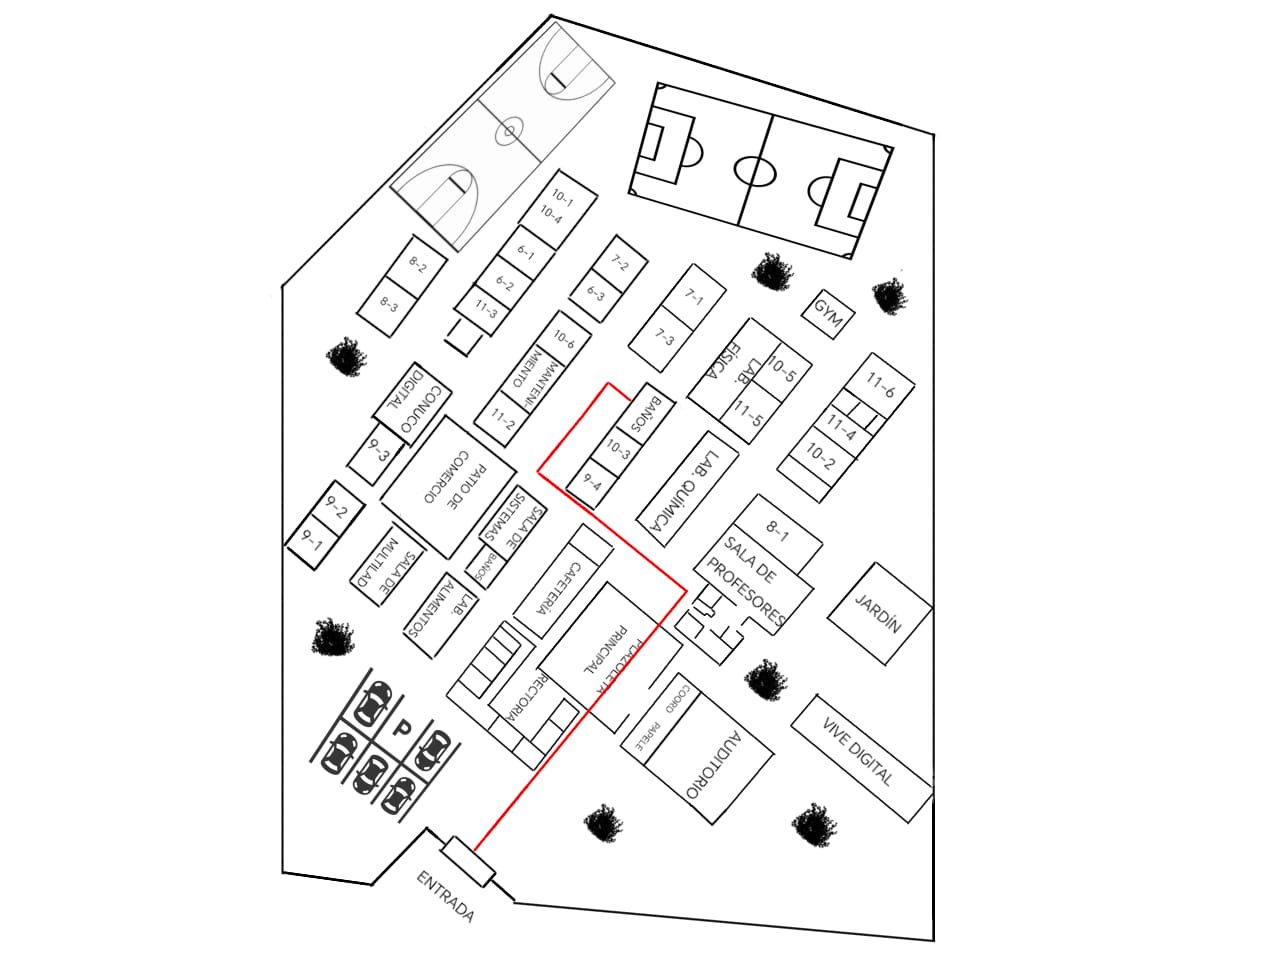 10-1
10-4
6-1
6-2
11-3
8-2
8-3
7-2
6-3
7-1
7-3
GYM
10-6
MANTENI-
MIENTO
11-2
LAB.
FÍSICA
10-5
11-5
11-6
11-4
10-2
CONUCO
DIGITAL
9-3
PATIO DE
COMERCIO
BAÑOS
10-3
9-4
LAB. QUÍMICA
9-2
9-1
SALA DE
SISTEMAS
BAÑOS
SALA DE
MULTILAD
LAB.
ALIMENTOS
CAFETERÍA
8-1
SALA DE
PROFESORES
JARDÍN
PLAZOLETA
PRINCIPAL
RECTORIA
COORD
PAPELE
AUDITORIO
VIVE DIGITAL
P
ENTRADA